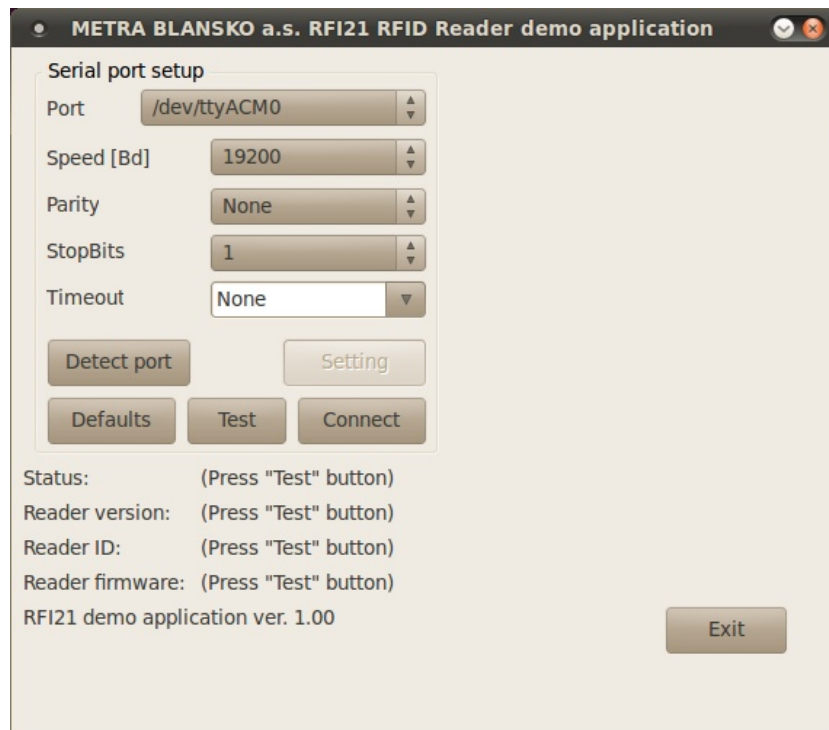 METRA BLANSKO a.s. RFI21 RFID Reader demo application
Serial port setup
Port /dev/ttyACM0
Speed [Bd] 19200
Parity None
StopBits 1
Timeout None
Detect port Setting
Defaults Test Connect
Status: (Press "Test" button)
Reader version: (Press "Test" button)
Reader ID: (Press "Test" button)
Reader firmware: (Press "Test" button)
RFI21 demo application ver. 1.00
Exit